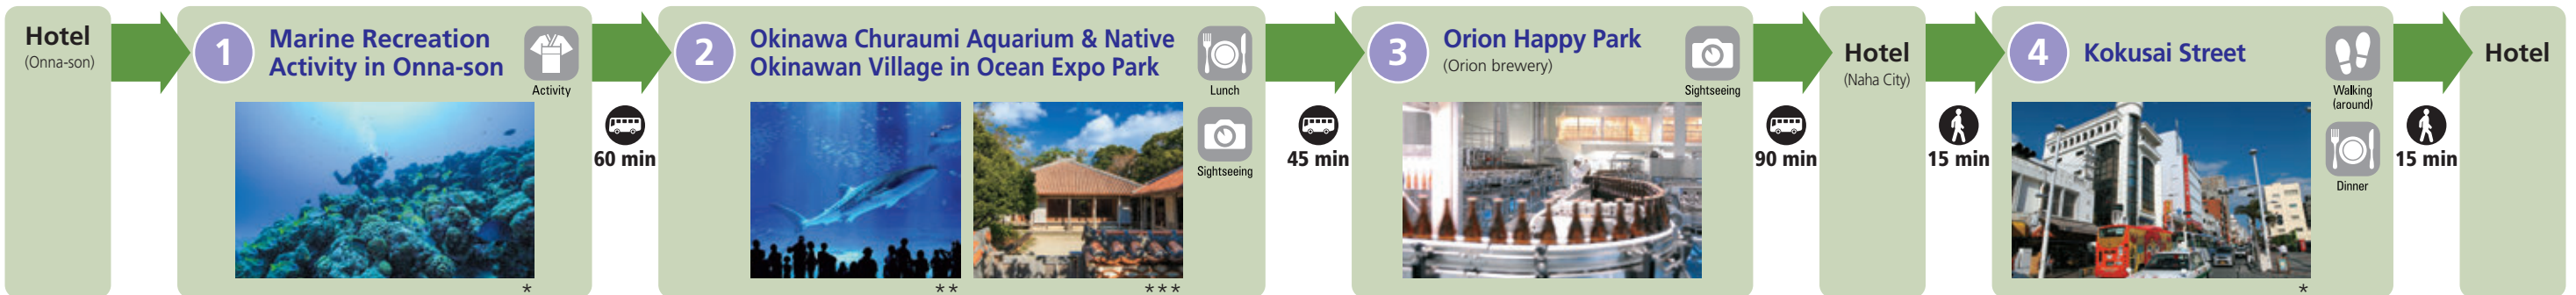 Hotel
(Onna-son)
1
Marine Recreation
Activity in Onna-son
Activity
*
60 min
2
Okinawa Churaumi Aquarium & Native
Okinawan Village in Ocean Expo Park
Lunch
Sightseeing
**
***
45 min
3
Orion Happy Park
(Orion brewery)
Sightseeing
90 min
Hotel
(Naha City)
15 min
4
Kokusai Street
Walking
(around)
Dinner
*
15 min
Hotel